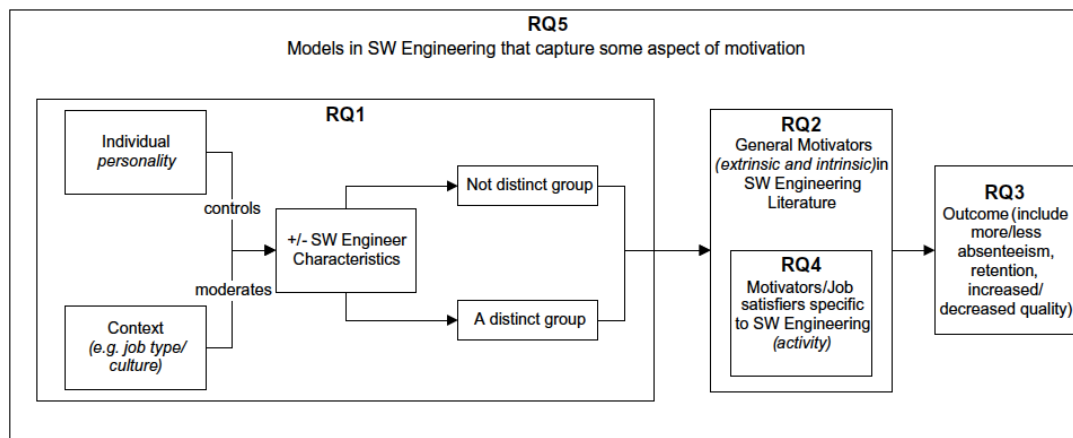 RQ5
Models in SW Engineering that capture some aspect of motivation
RQ1
Individual
personality
controls
+/- SW Engineer
Characteristics
moderates
Context
(e.g. job type/
culture)
Not distinct group
A distinct group
RQ2
General Motivators
(extrinsic and intrinsic)in
SW Engineering
Literature
RQ4
Motivators/Job
satisfiers specific
to SW Engineering
(activity)
RQ3
Outcome (include
more/less
absenteeism,
retention,
increased/
decreased quality)